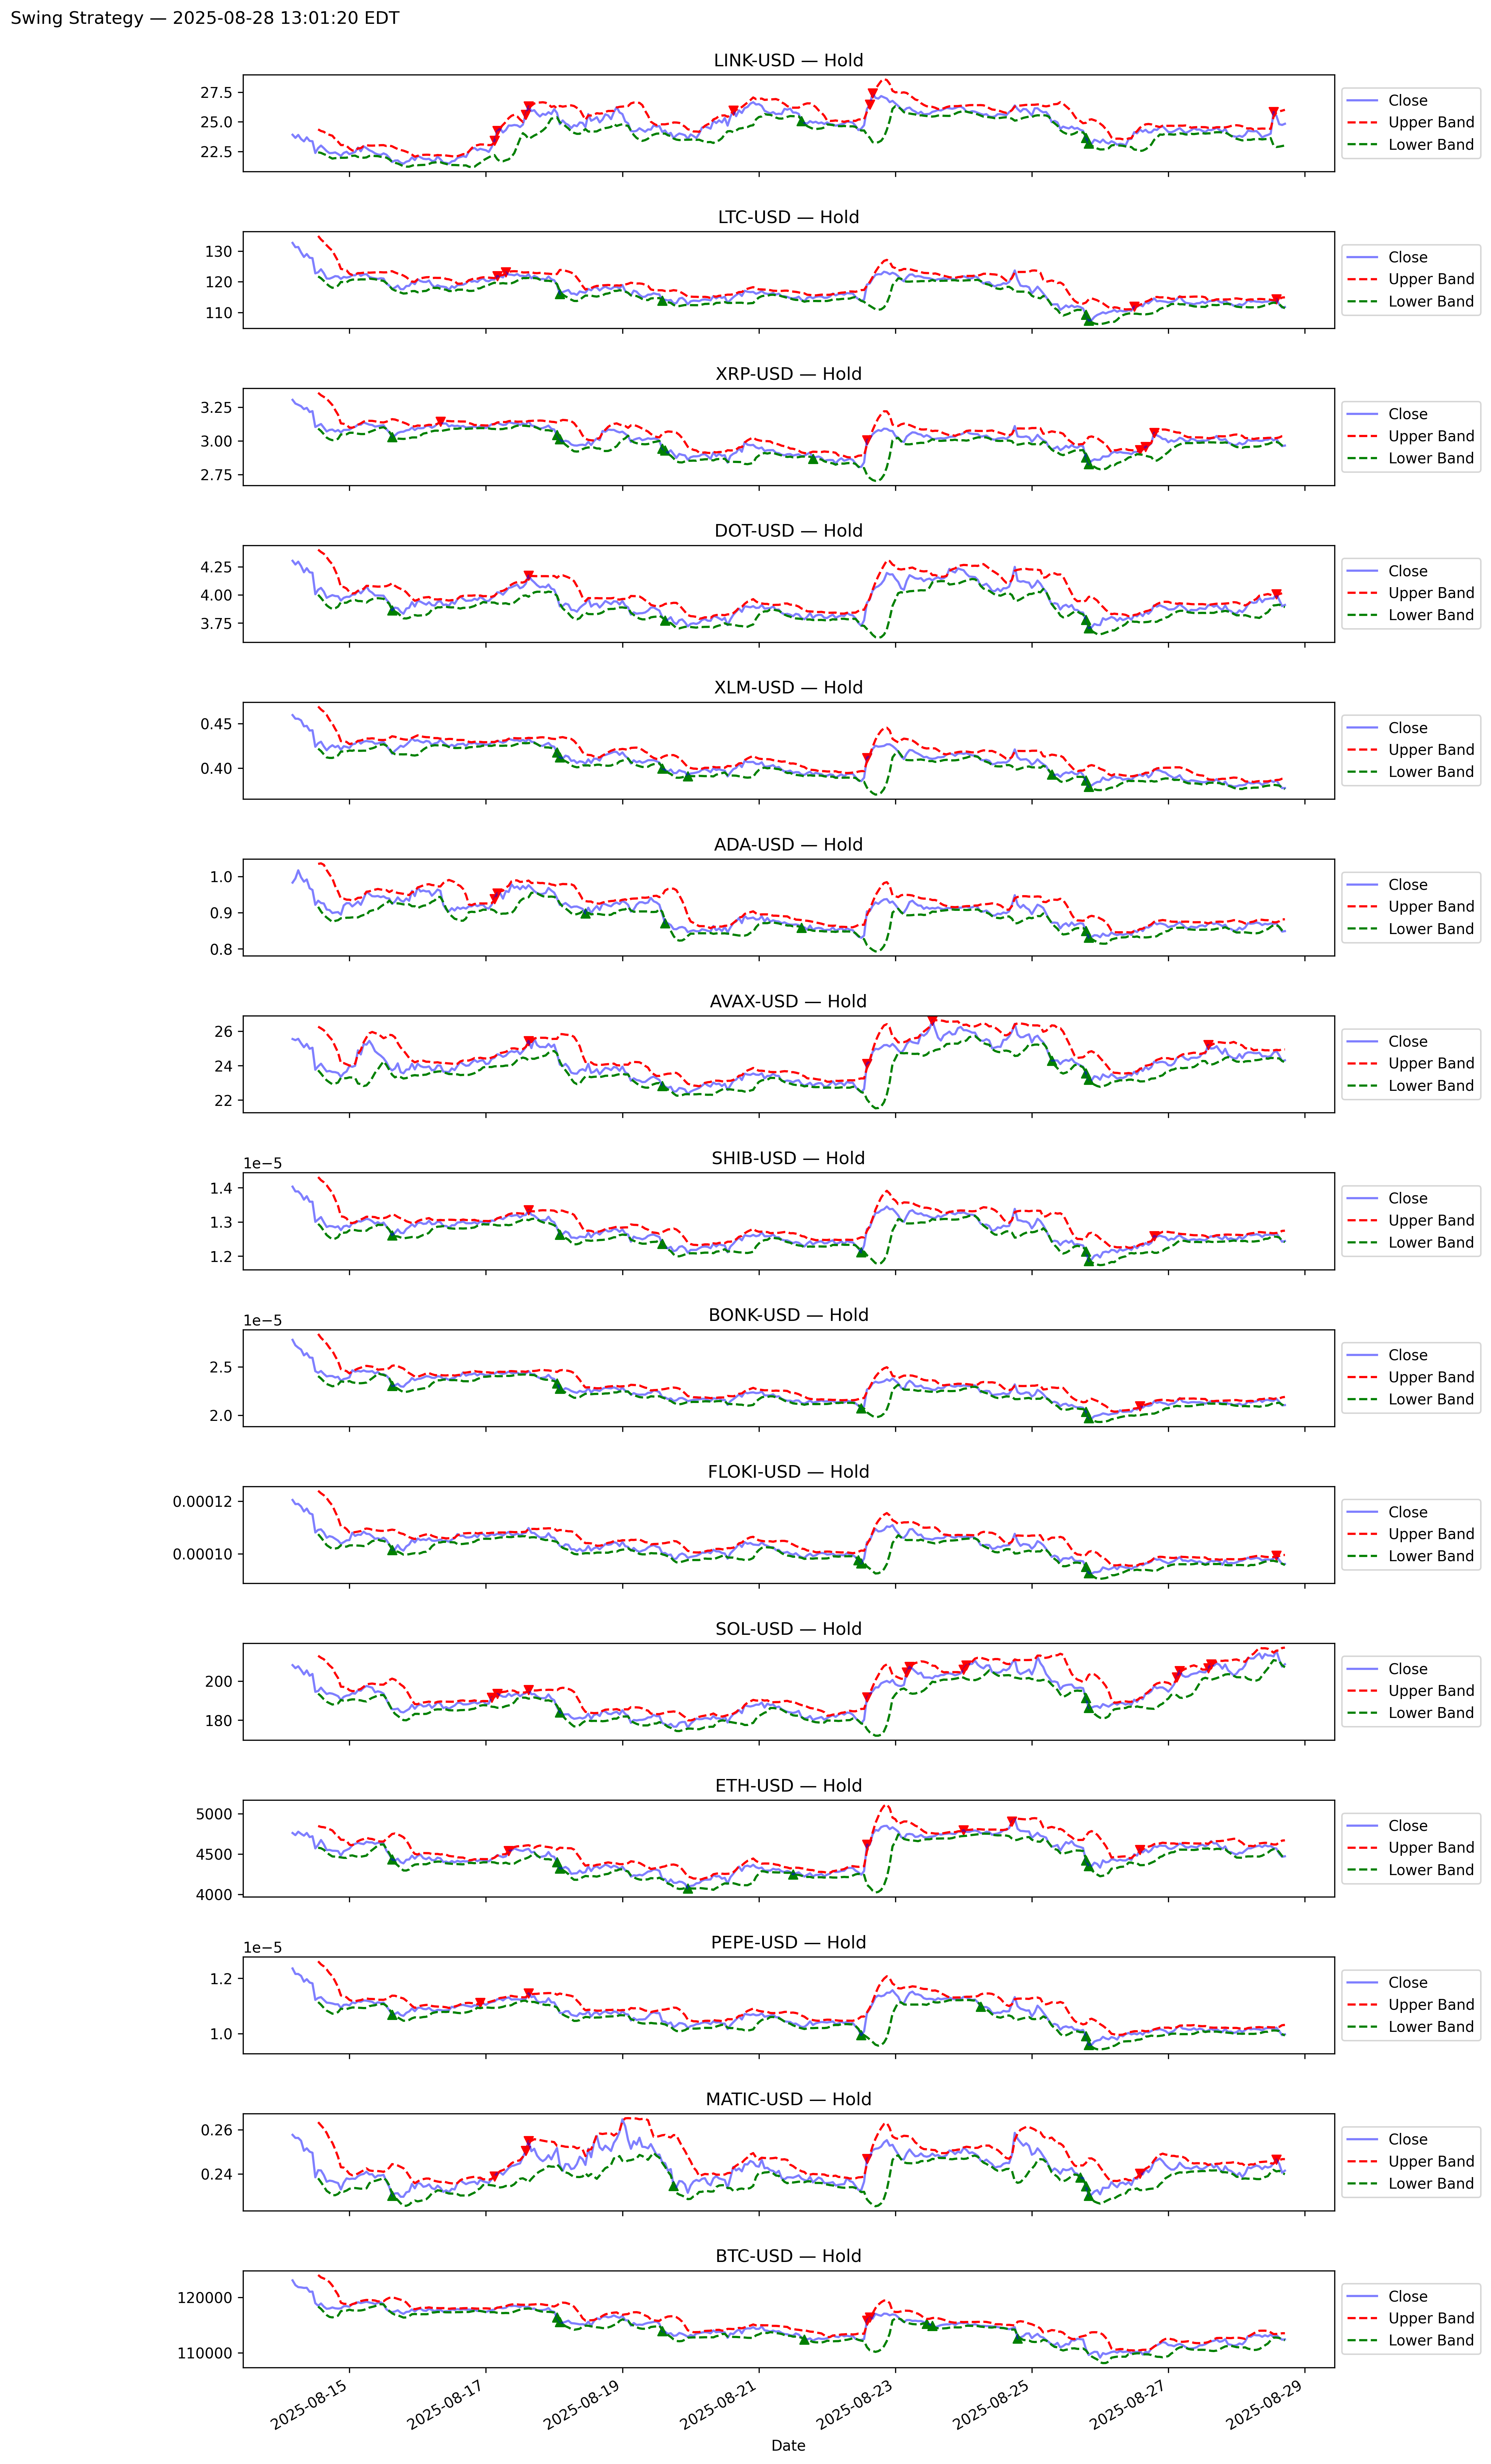 Swing Strategy — 2025-08-28 13:01:20 EDT
LINK-USD — Hold
27.5
25.0
22.5
Close
Upper Band
Lower Band
LTC-USD — Hold
130
120
110
Close
Upper Band
Lower Band
XRP-USD — Hold
3.25
3.00
2.75
Close
Upper Band
Lower Band
DOT-USD — Hold
4.25
4.00
3.75
Close
Upper Band
Lower Band
XLM-USD — Hold
0.45
0.40
Close
Upper Band
Lower Band
ADA-USD — Hold
1.0
0.9
0.8
Close
Upper Band
Lower Band
AVAX-USD — Hold
26
24
22
Close
Upper Band
Lower Band
SHIB-USD — Hold
1e−5
1.4
1.3
1.2
Close
Upper Band
Lower Band
BONK-USD — Hold
1e−5
2.5
2.0
Close
Upper Band
Lower Band
FLOKI-USD — Hold
0.00012
0.00010
Close
Upper Band
Lower Band
SOL-USD — Hold
200
180
Close
Upper Band
Lower Band
ETH-USD — Hold
5000
4500
4000
Close
Upper Band
Lower Band
PEPE-USD — Hold
1e−5
1.2
1.0
Close
Upper Band
Lower Band
MATIC-USD — Hold
0.26
0.24
Close
Upper Band
Lower Band
BTC-USD — Hold
120000
110000
Close
Upper Band
Lower Band
2025-08-15
2025-08-17
2025-08-19
2025-08-21
2025-08-23
2025-08-25
2025-08-27
2025-08-29
Date